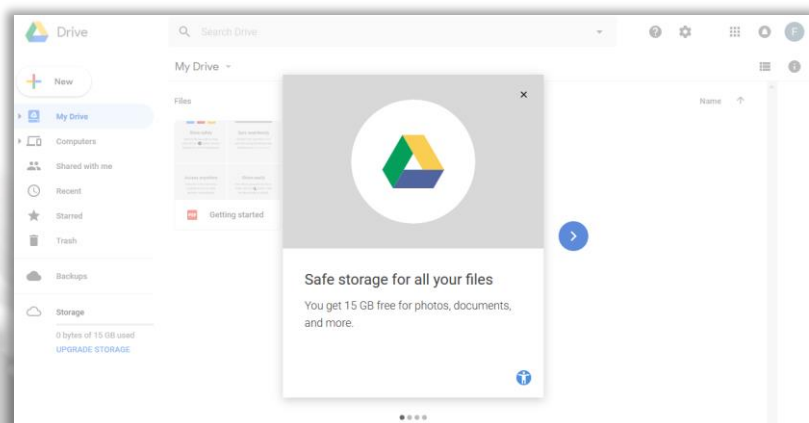 Drive
Search Drive
F
My Drive
New
Files
Name
My Drive
Computers
Shared with me
Recent
Starred
Trash
Backups
Storage
0 bytes of 15 GB used
UPGRADE STORAGE
Getting started
Safe storage for all your files
You get 15 GB free for photos, documents,
and more.